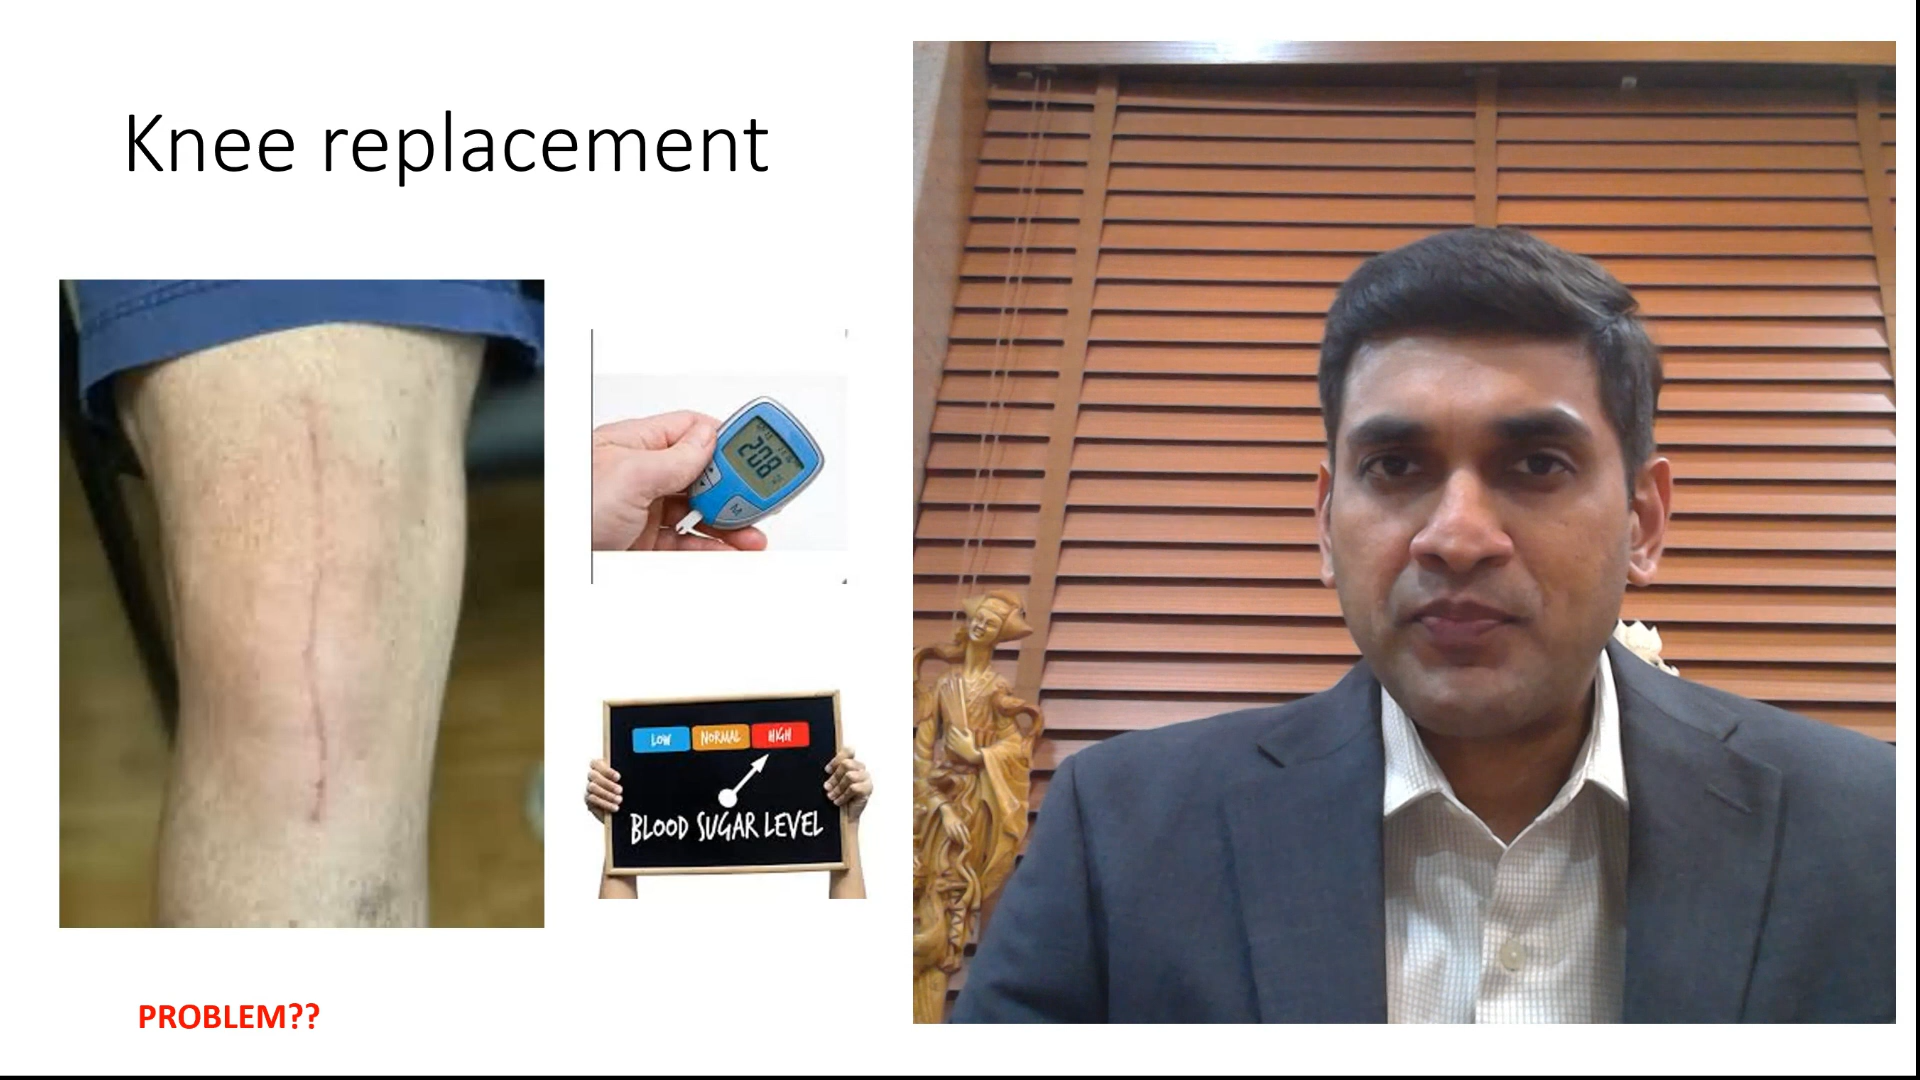 Knee replacement
208
M
LOW NORMAL HIGH
BLOOD SUGAR LEVEL
PROBLEM??